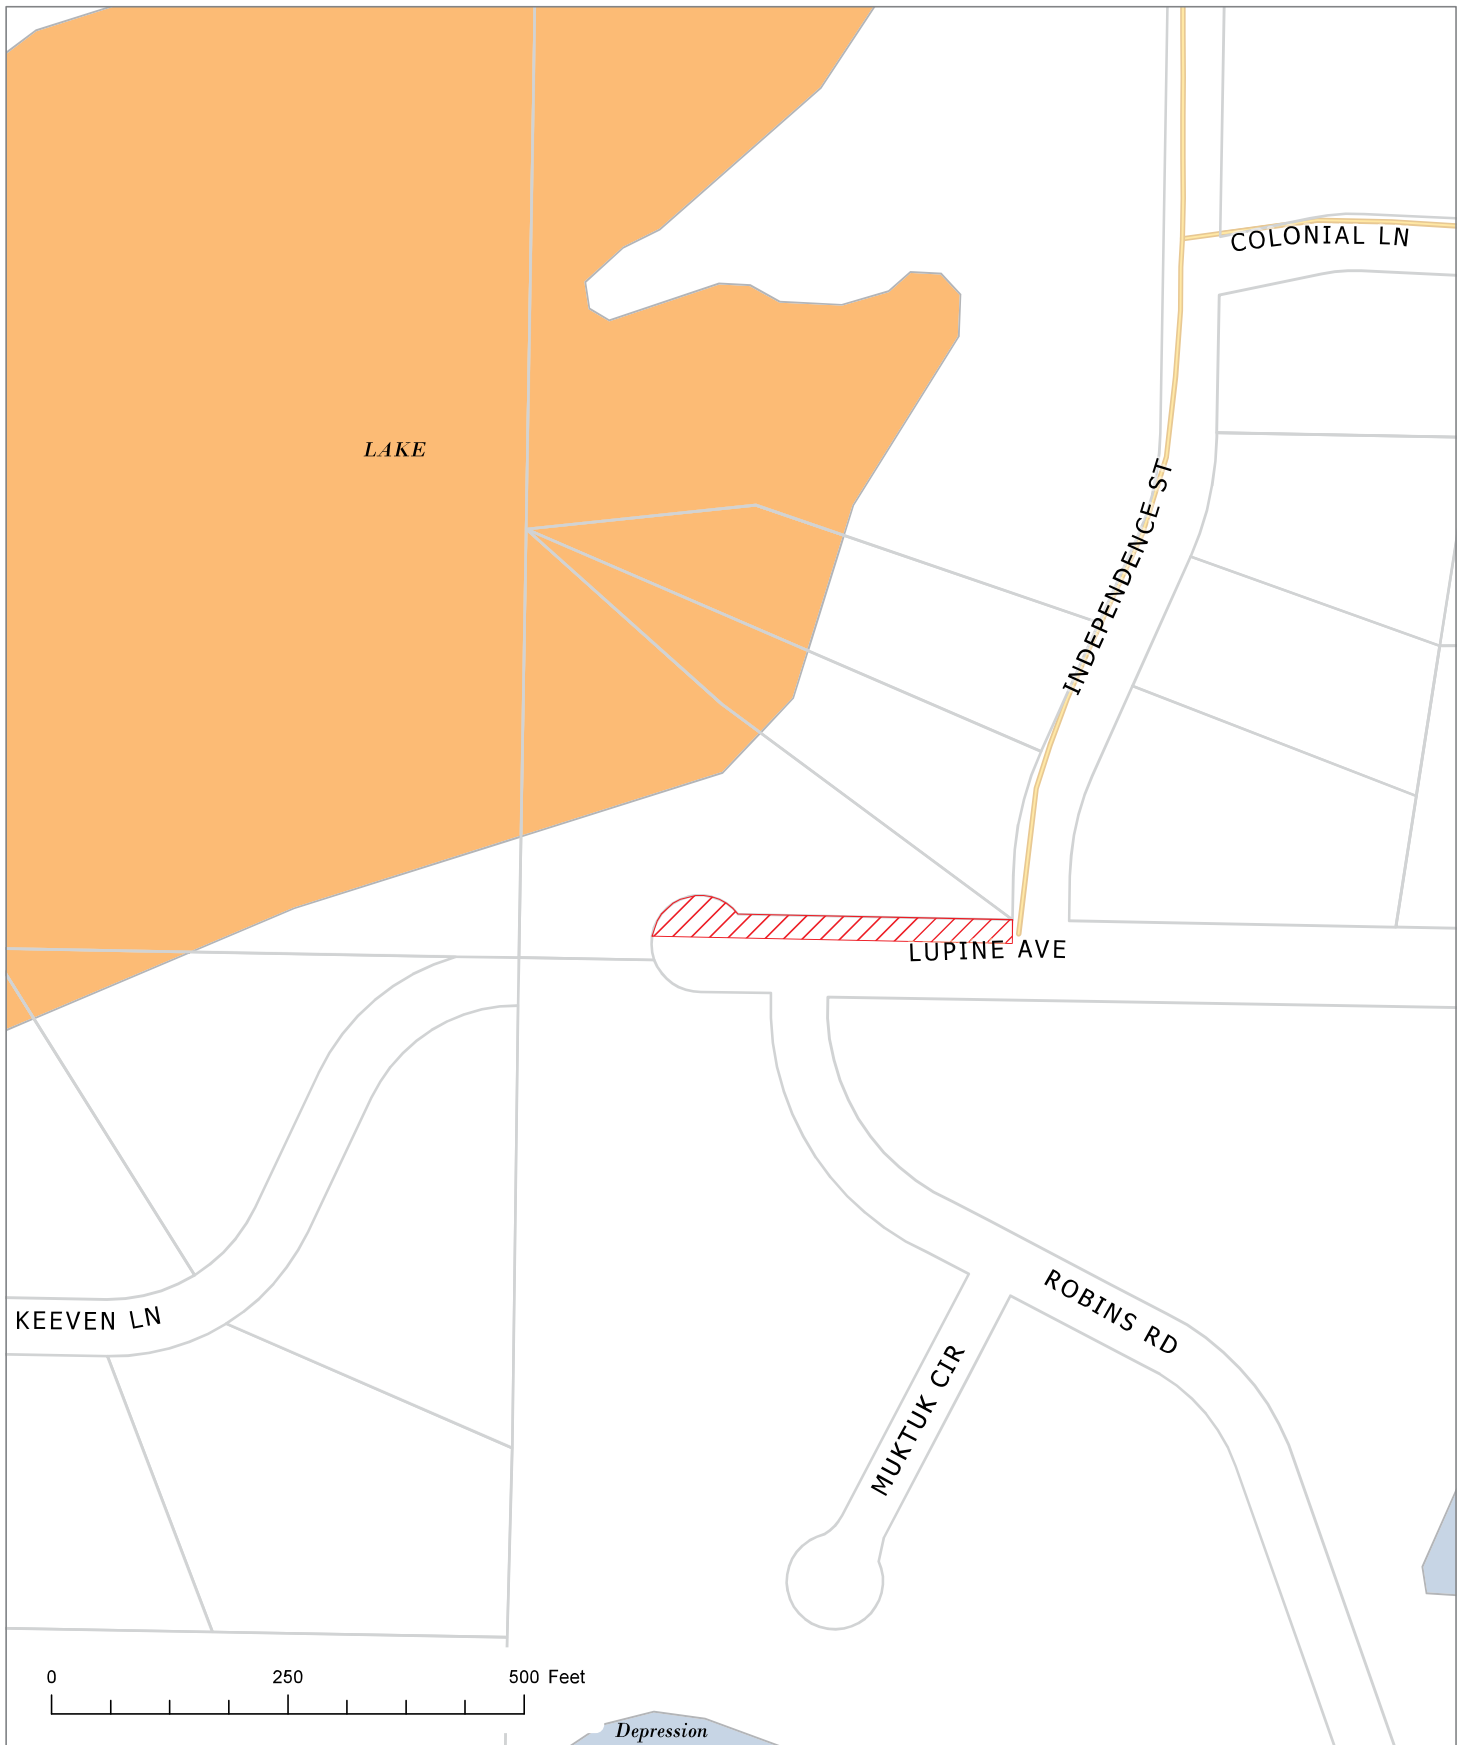 COLONIAL LN
LAKE
INDEPENDENCE ST
LUPINE AVE
ROBINS RD
KEEVEN LN
MUKTUK CIR
0 250 500 Feet
Depression